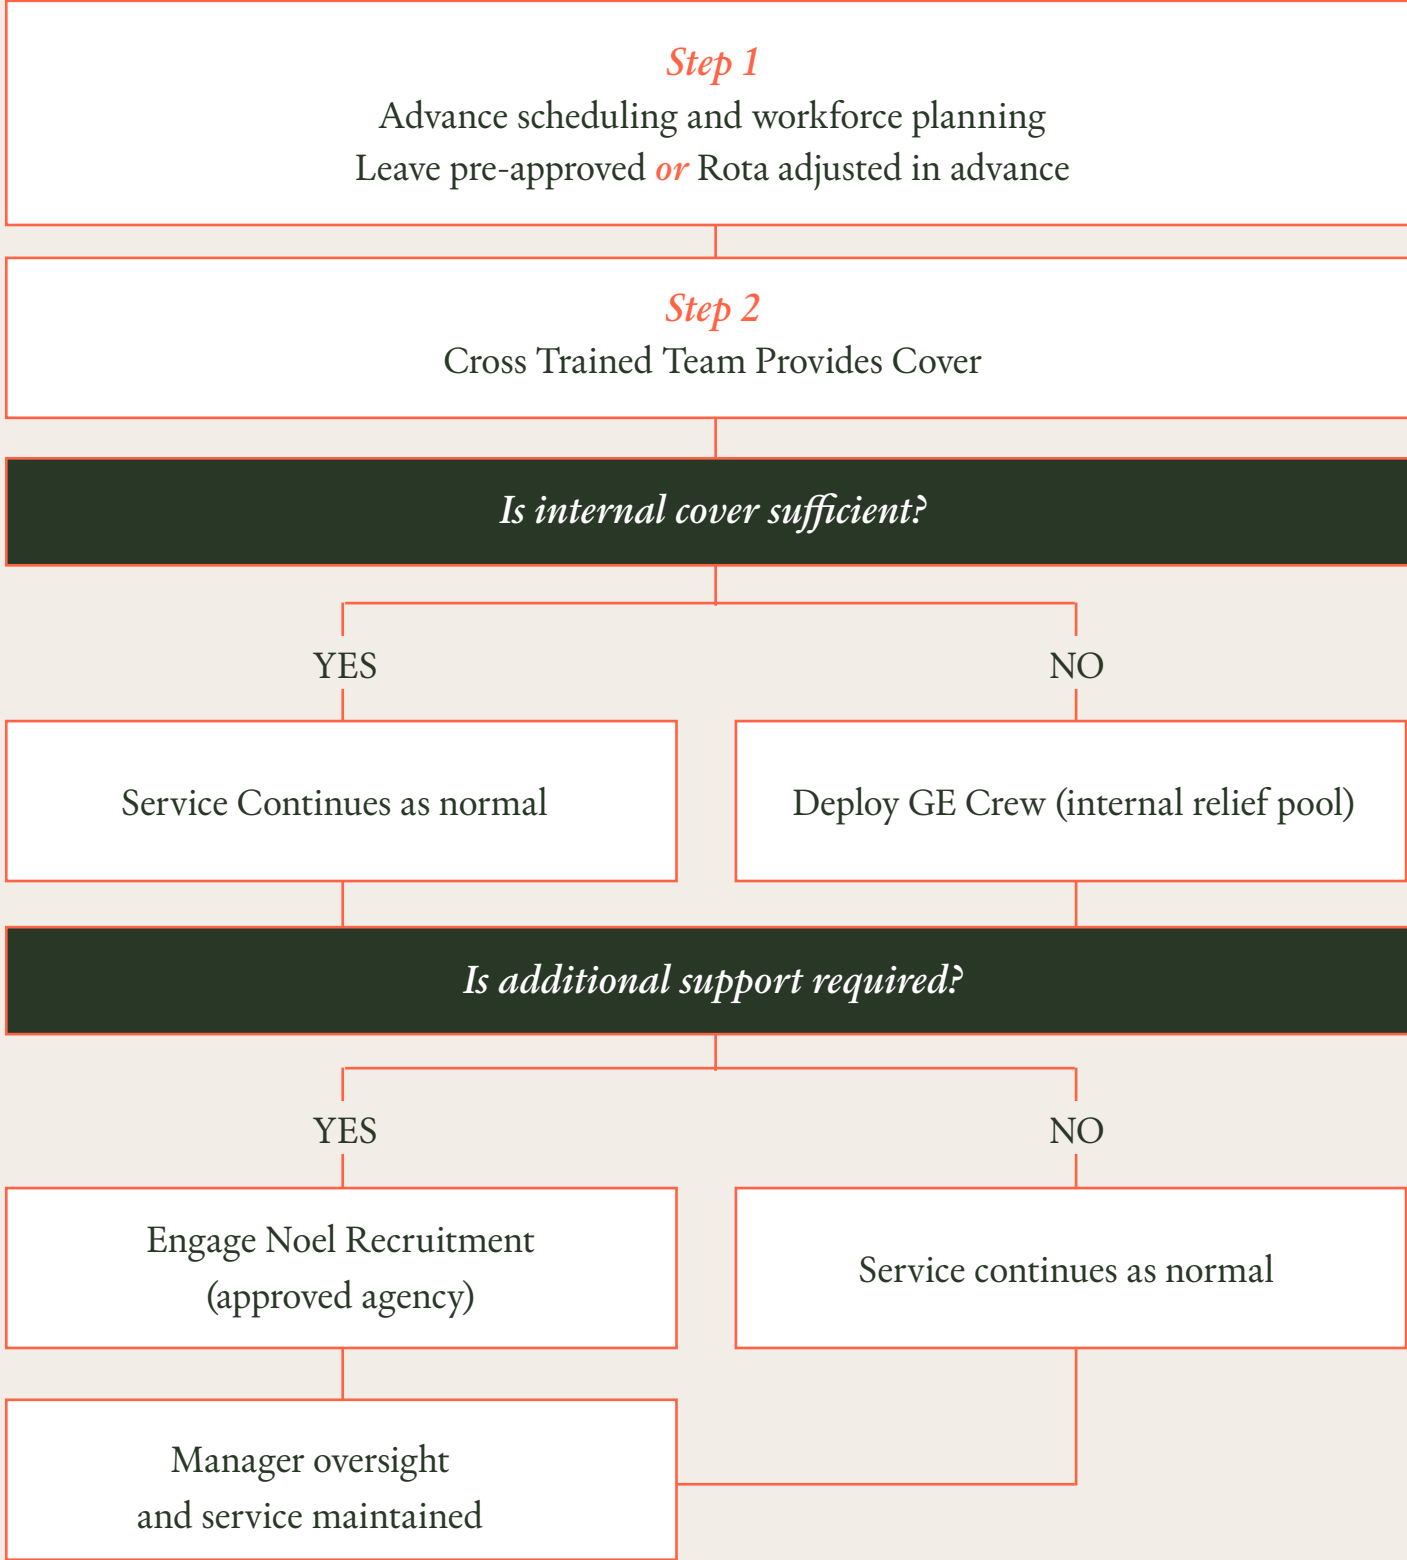 Step 1
Advance scheduling and workforce planning
Leave pre-approved or Rota adjusted in advance
Step 2
Cross Trained Team Provides Cover
Is internal cover sufficient?
YES
NO
Service Continues as normal
Deploy GE Crew (internal relief pool)
Is additional support required?
YES
NO
Engage Noel Recruitment
(approved agency)
Service continues as normal
Manager oversight
and service maintained